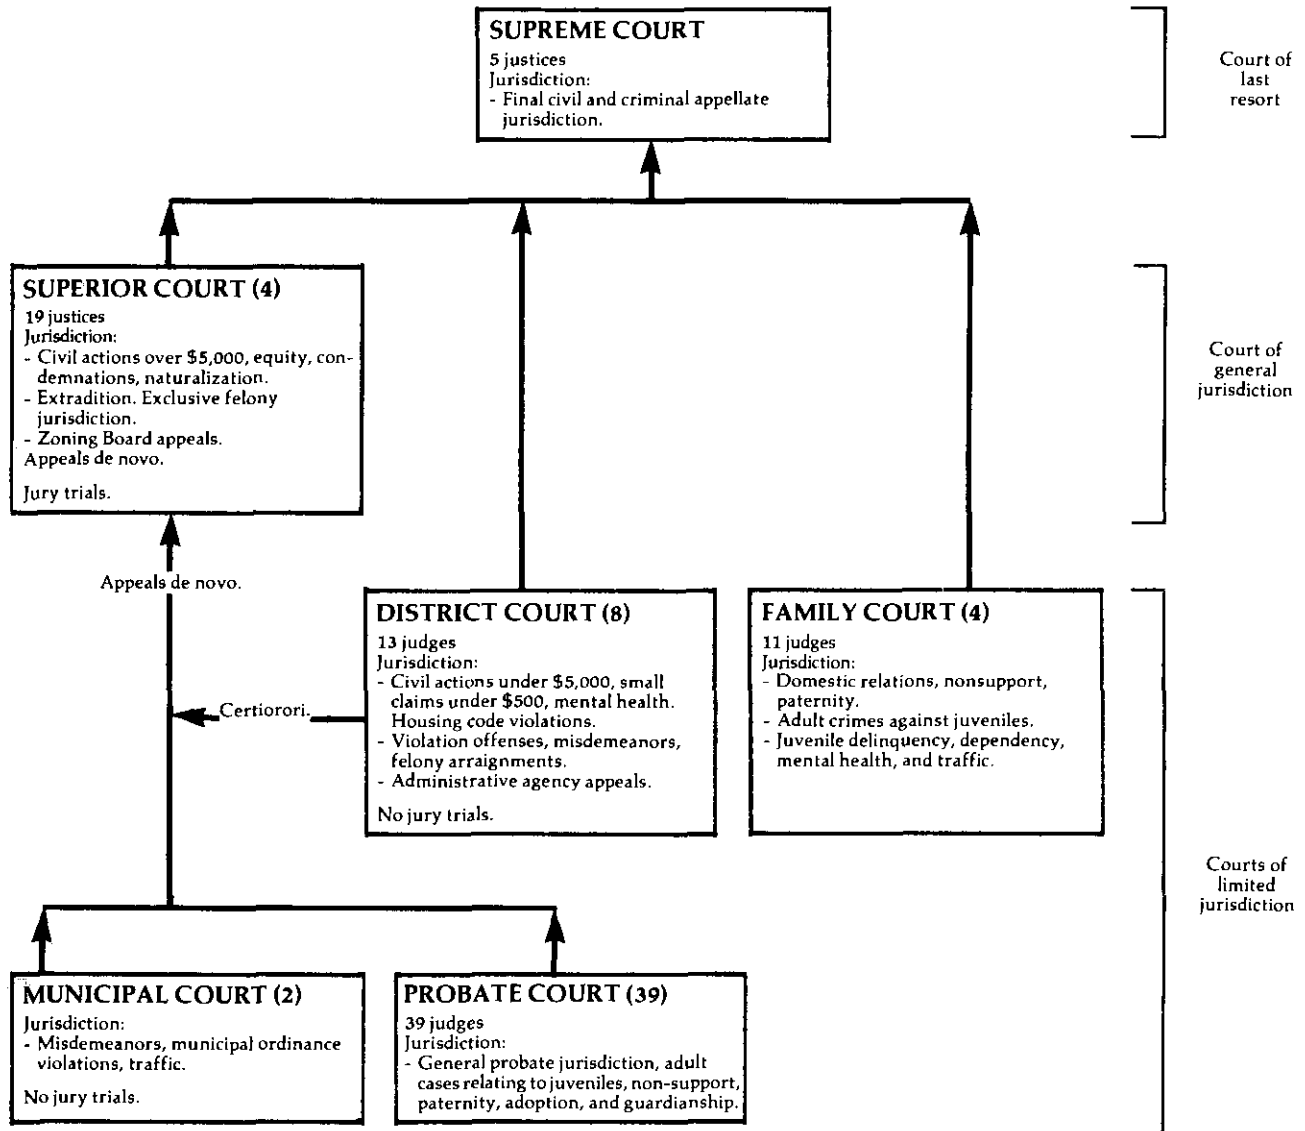 SUPREME COURT
5 justices
Jurisdiction:
- Final civil and criminal appellate
jurisdiction.
Court of
last
resort
SUPERIOR COURT (4)
19 justices
Jurisdiction:
- Civil actions over $5,000, equity, con-
demnations, naturalization.
- Extradition. Exclusive felony
jurisdiction.
- Zoning Board appeals.
Appeals de novo.
Jury trials.
Court of
general
jurisdiction
Appeals de novo.
Certiorori.
DISTRICT COURT (8)
13 judges
Jurisdiction:
- Civil actions under $5,000, small
claims under $500, mental health.
Housing code violations.
- Violation offenses, misdemeanors,
felony arraignments.
- Administrative agency appeals.
No jury trials.
FAMILY COURT (4)
11 judges
Jurisdiction:
- Domestic relations, nonsupport,
paternity.
- Adult crimes against juveniles.
- Juvenile delinquency, dependency,
mental health, and traffic.
Courts of
limited
jurisdiction
MUNICIPAL COURT (2)
Jurisdiction:
- Misdemeanors, municipal ordinance
violations, traffic.
No jury trials.
PROBATE COURT (39)
39 judges
Jurisdiction:
- General probate jurisdiction, adult
cases relating to juveniles, non-support,
paternity, adoption, and guardianship.